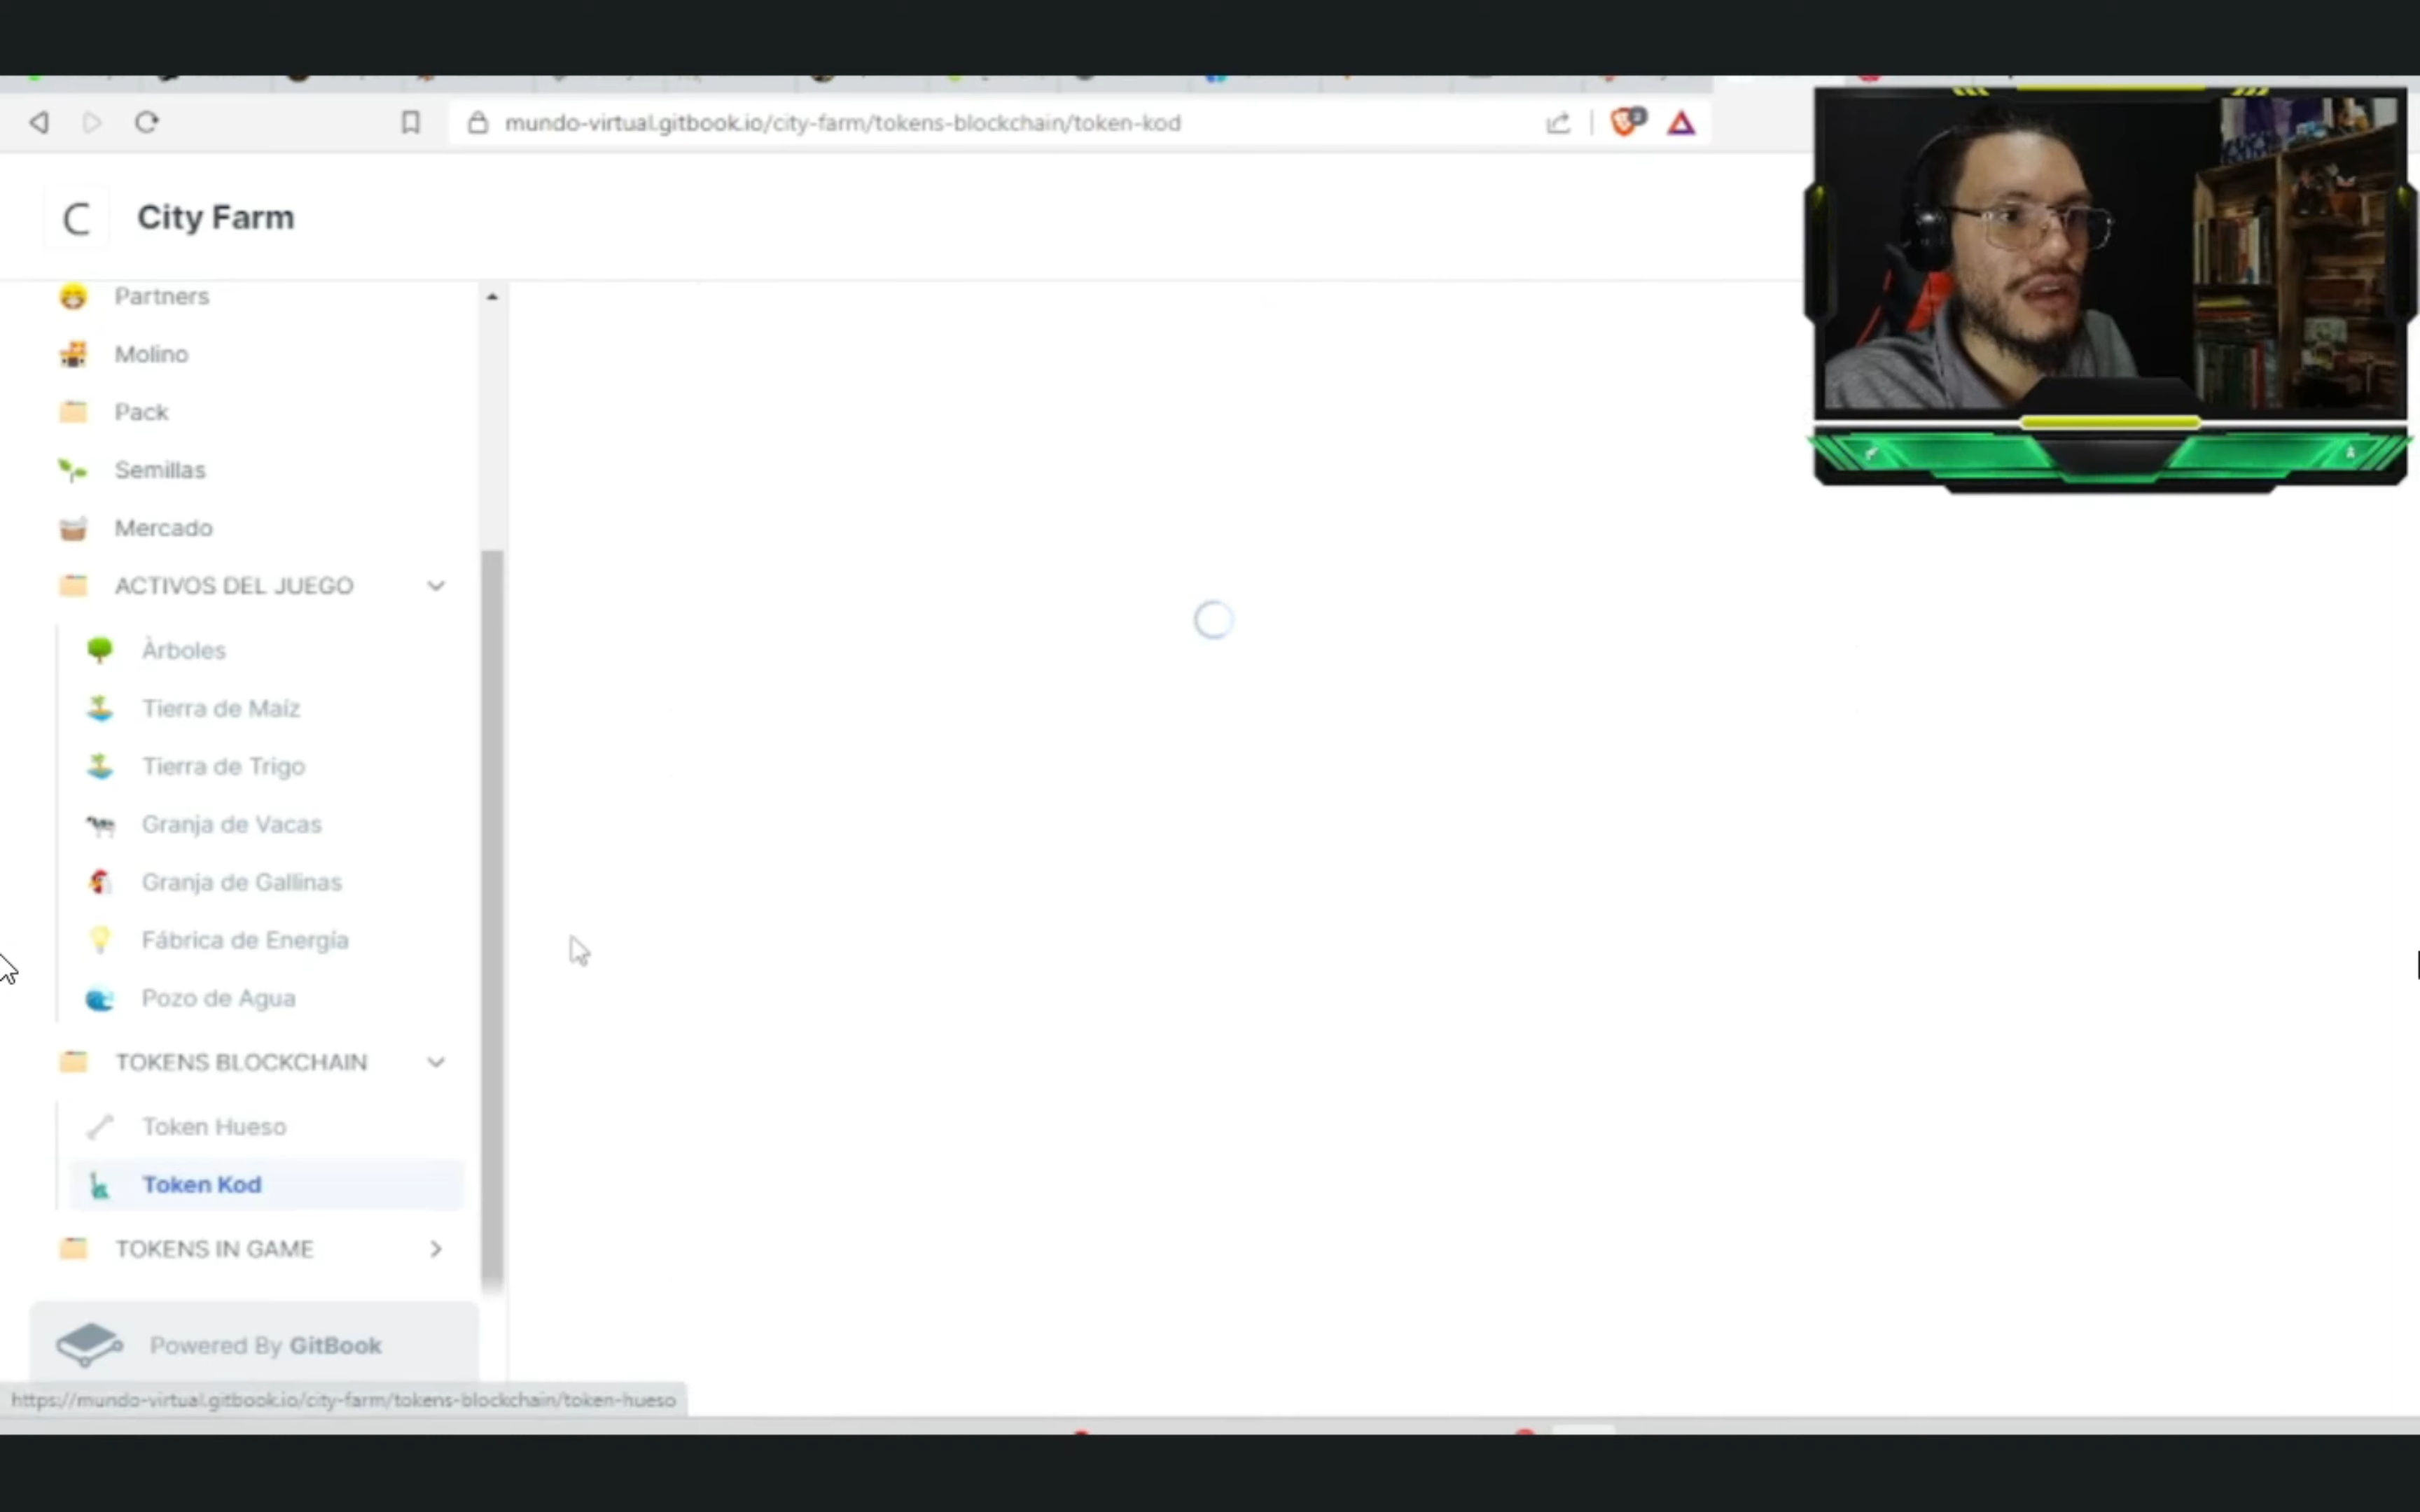 mundo-virtual.gitbook.io/city-farm/tokens-blockchain/token-kod
C City Farm
Partners
Molino
Pack
Semillas
Mercado
ACTIVOS DEL JUEGO
Àrboles
Tierra de Maíz
Tierra de Trigo
Granja de Vacas
Granja de Gallinas
Fábrica de Energía
Pozo de Agua
TOKENS BLOCKCHAIN
Token Hueso
Token Kod
TOKENS IN GAME
Powered By GitBook
https://mundo-virtual.gitbook.io/city-farm/tokens-blockchain/token-hueso